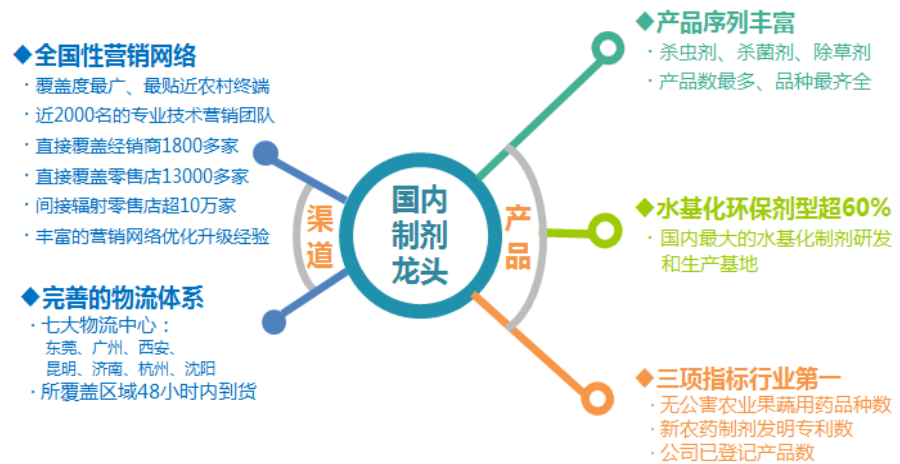 ◆全国性营销网络
· 覆盖度最广、最贴近农村终端
· 近2000名的专业技术营销团队
· 直接覆盖经销商1800多家
· 直接覆盖零售店13000多家
· 间接辐射零售店超10万家
· 丰富的营销网络优化升级经验
◆完善的物流体系
· 七大物流中心：
东莞、广州、西安、
昆明、济南、杭州、沈阳
· 所覆盖区域48小时内到货
渠
道
国内
制剂
龙头
产
品
◆产品序列丰富
· 杀虫剂、杀菌剂、除草剂
· 产品数最多、品种最齐全
◆水基化环保剂型超60%
· 国内最大的水基化制剂研发
和生产基地
◆三项指标行业第一
· 无公害农业果蔬用药品种数
· 新农药制剂发明专利数
· 公司已登记产品数